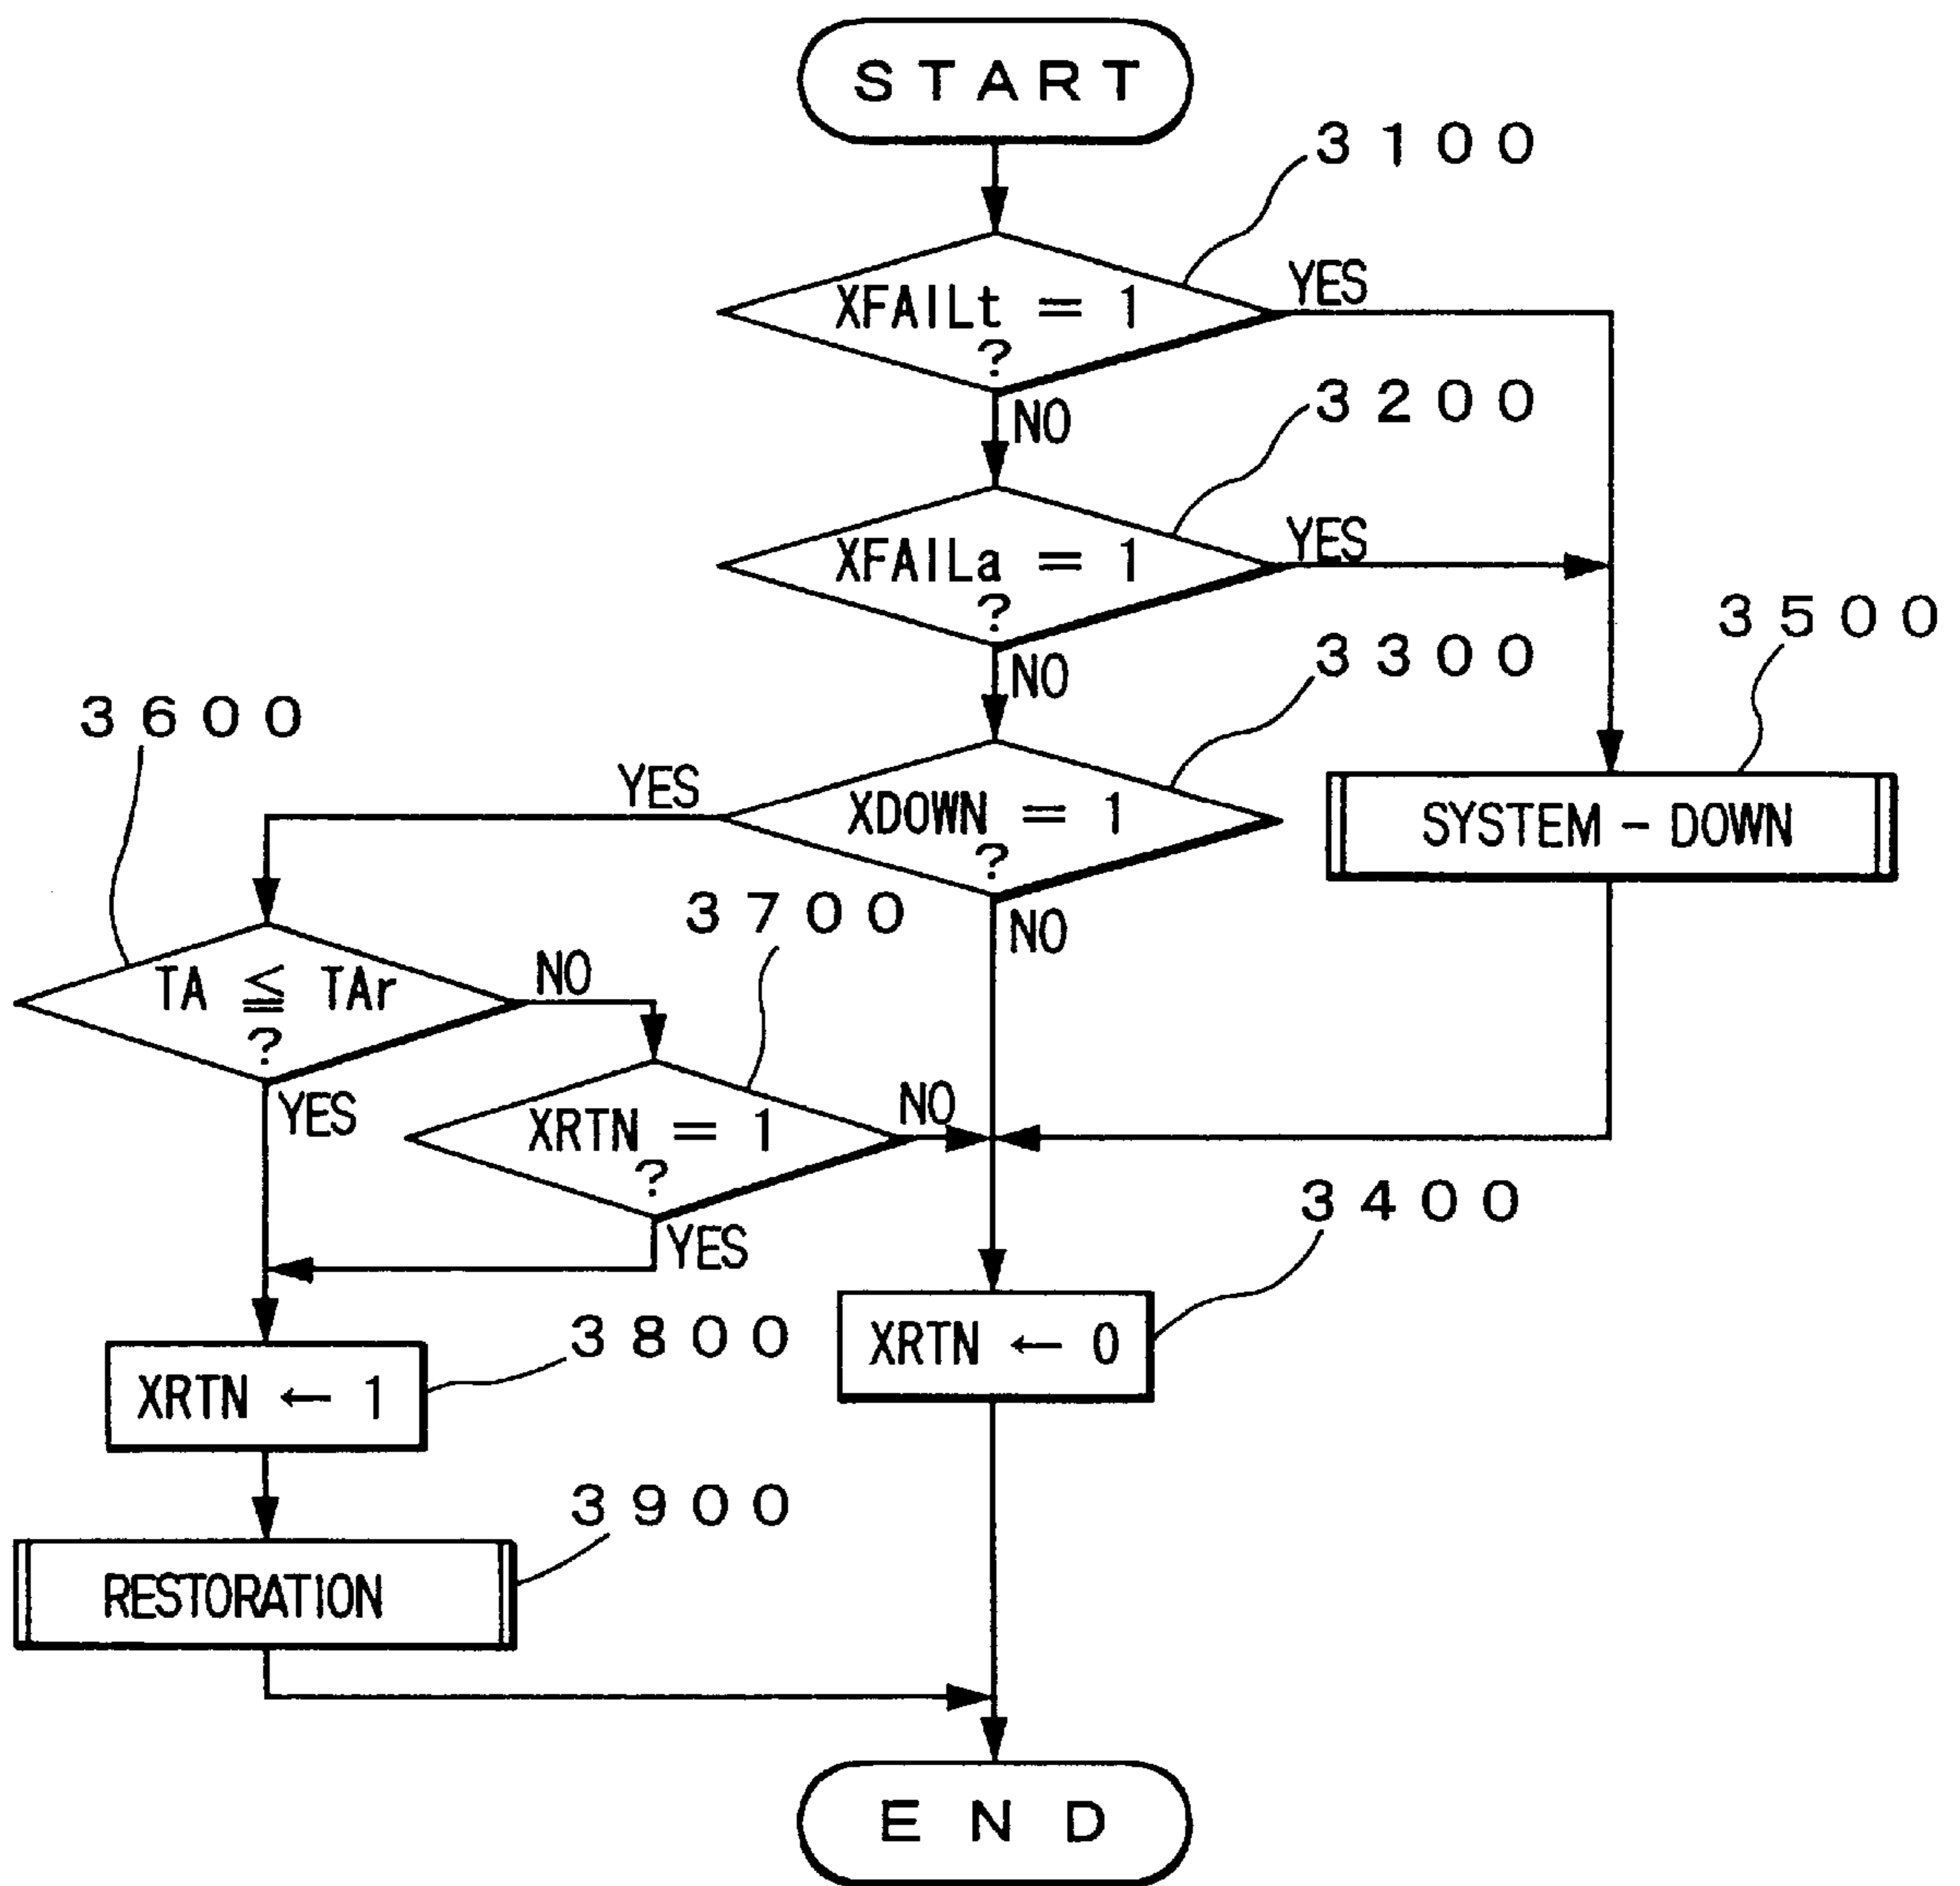 START
3100
XFAILt = 1
?
YES
NO
3200
XFAILa = 1
?
YES
NO
3300
3500
3600
XDOWN = 1
?
YES
NO
SYSTEM - DOWN
3700
TA ≦ TAr
?
NO
YES
XRTN = 1
?
NO
YES
3400
XRTN ← 0
3800
XRTN ← 1
3900
RESTORATION
END